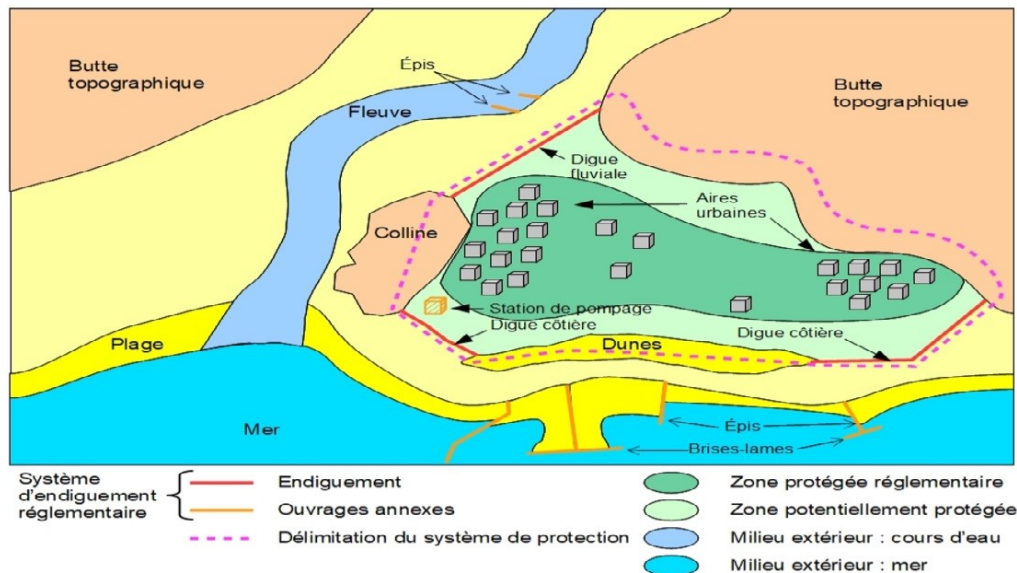 Butte
topographique
Épis
Fleuve
Butte
topographique
Digue
fluviale
Aires
urbaines
Colline
Station de pompage
Digue côtière
Digue côtière
Plage
Dunes
Mer
Épis
Brises-lames
Système
d'endiguement
réglementaire
Endiguement
Ouvrages annexes
Délimitation du système de protection
Zone protégée réglementaire
Zone potentiellement protégée
Milieu extérieur : cours d'eau
Milieu extérieur : mer